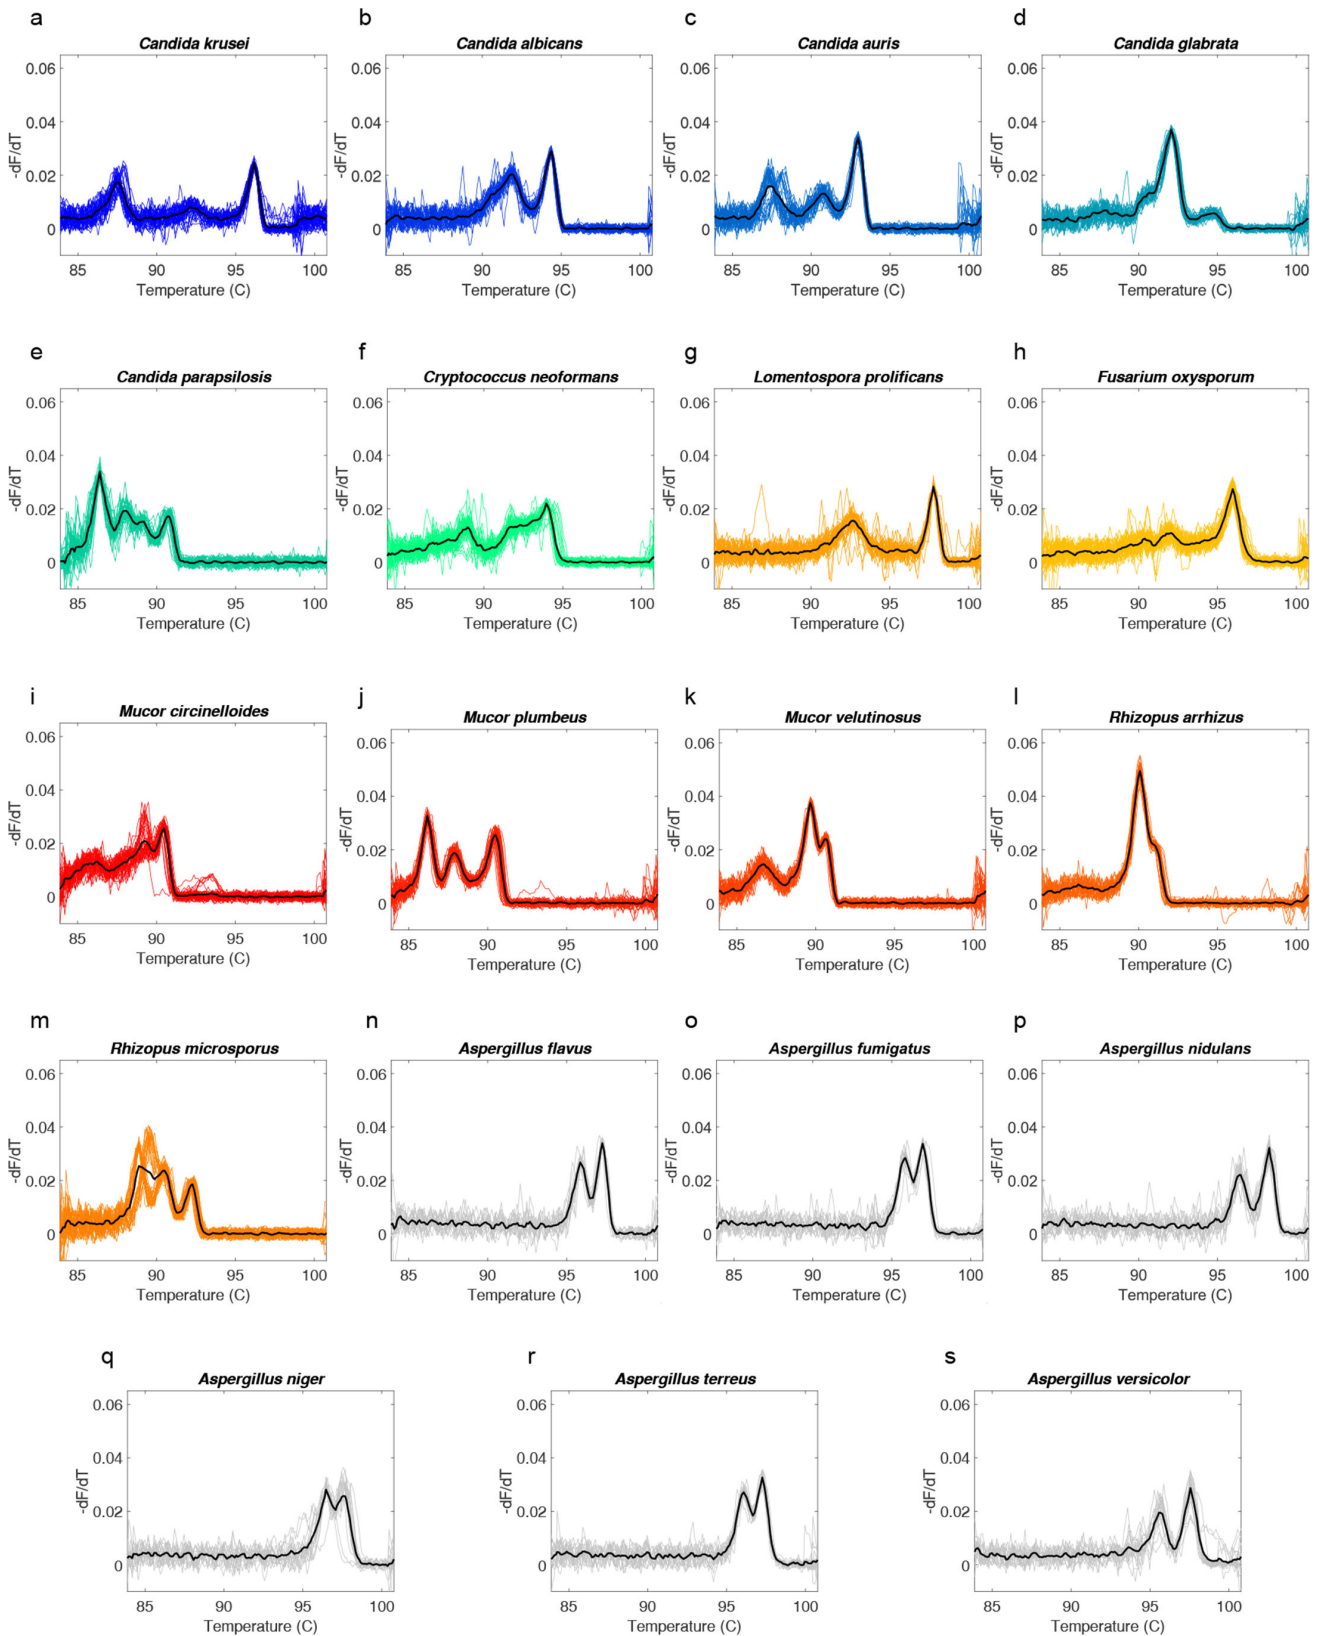 a b c d
Candida krusei Candida albicans Candida auris Candida glabrata
0.06 0.06 0.06 0.06
0.04 0.04 0.04 0.04
-dF/dT -dF/dT -dF/dT -dF/dT
0.02 0.02 0.02 0.02
0 0 0 0
85 90 95 100 85 90 95 100 85 90 95 100 85 90 95 100
Temperature (C) Temperature (C) Temperature (C) Temperature (C)
e f g h
Candida parapsilosis Cryptococcus neoformans Lomentospora prolificans Fusarium oxysporum
0.06 0.06 0.06 0.06
0.04 0.04 0.04 0.04
-dF/dT -dF/dT -dF/dT -dF/dT
0.02 0.02 0.02 0.02
0 0 0 0
85 90 95 100 85 90 95 100 85 90 95 100 85 90 95 100
Temperature (C) Temperature (C) Temperature (C) Temperature (C)
i j k l
Mucor circinelloides Mucor plumbeus Mucor velutinosus Rhizopus arrhizus
0.06 0.06 0.06 0.06
0.04 0.04 0.04 0.04
-dF/dT -dF/dT -dF/dT -dF/dT
0.02 0.02 0.02 0.02
0 0 0 0
85 90 95 100 85 90 95 100 85 90 95 100 85 90 95 100
Temperature (C) Temperature (C) Temperature (C) Temperature (C)
m n o p
Rhizopus microsporus Aspergillus flavus Aspergillus fumigatus Aspergillus nidulans
0.06 0.06 0.06 0.06
0.04 0.04 0.04 0.04
-dF/dT -dF/dT -dF/dT -dF/dT
0.02 0.02 0.02 0.02
0 0 0 0
85 90 95 100 85 90 95 100 85 90 95 100 85 90 95 100
Temperature (C) Temperature (C) Temperature (C) Temperature (C)
q r s
Aspergillus niger Aspergillus terreus Aspergillus versicolor
0.06 0.06 0.06
0.04 0.04 0.04
-dF/dT -dF/dT -dF/dT
0.02 0.02 0.02
0 0 0
85 90 95 100 85 90 95 100 85 90 95 100
Temperature (C) Temperature (C) Temperature (C)